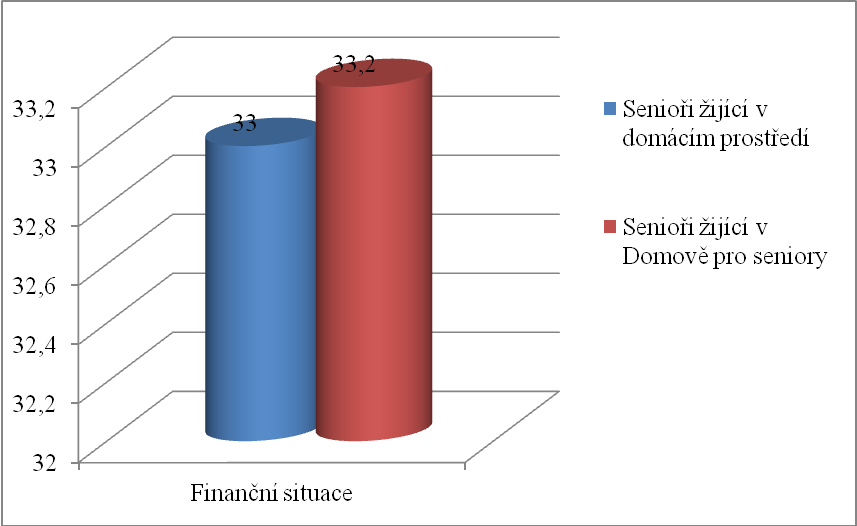 33,2
33
32,8
32,6
32,4
32,2
32
33
33,2
Finanční situace
Senioři žijící v
domácím prostředí
Senioři žijící v
Domově pro seniory